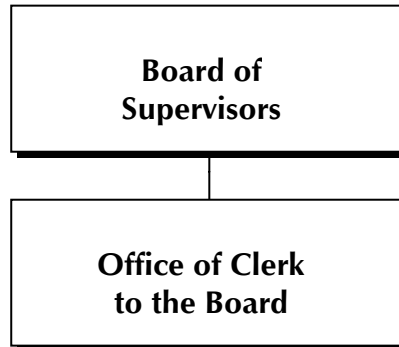 Board of
Supervisors
Office of Clerk
to the Board